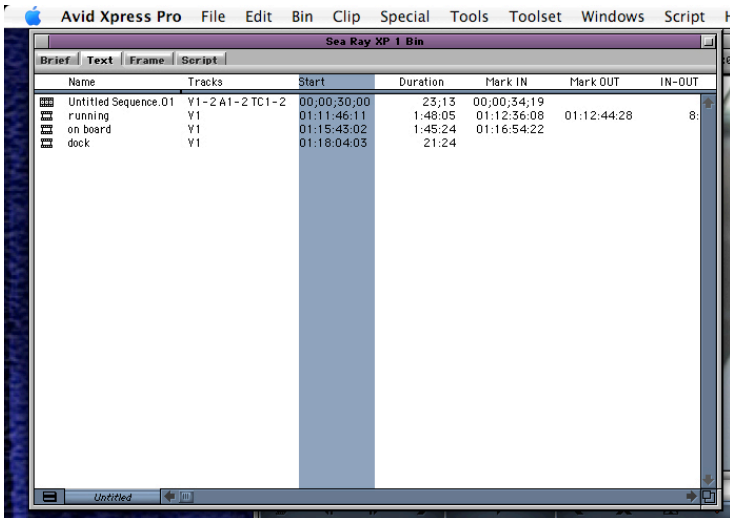 Avid Xpress Pro File Edit Bin Clip Special Tools Toolset Windows Script
Sea Ray XP 1 Bin
Brief Text Frame Script
Name Tracks Start Duration Mark IN Mark OUT IN-OUT
Untitled Sequence.01 V1-2 A1-2 TC1-2 00;00;30;00 23;13 00;00;34;19
running V1 01:11:46:11 1:48:05 01:12:36:08 01:12:44:28 8:
on board V1 01:15:43:02 1:45:24 01:16:54:22
dock V1 01:18:04:03 21:24
Untitled